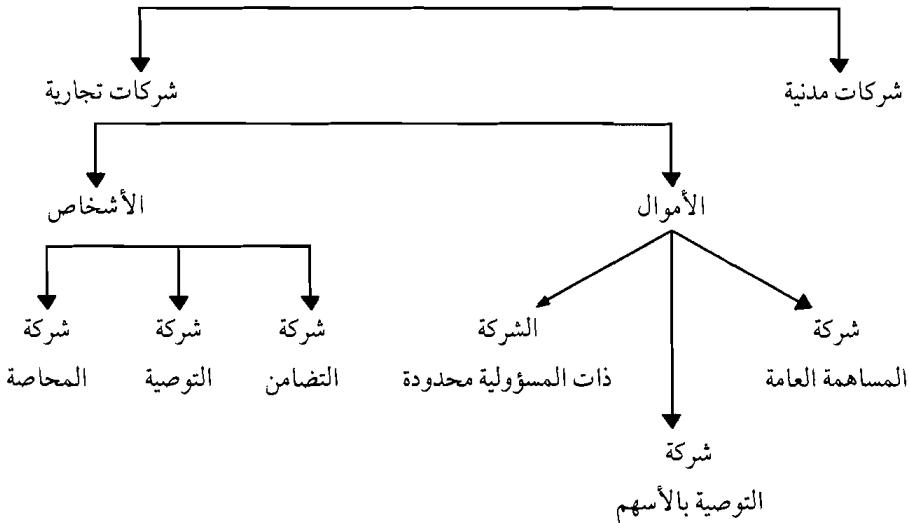 شركات مدنية
شركات تجارية
الأموال
الأشخاص
شركة
المساهمة العامة
الشركة
ذات المسؤولية محدودة
شركة
التضامن
شركة
التوصية
شركة
المحاصة
شركة
التوصية بالأسهم